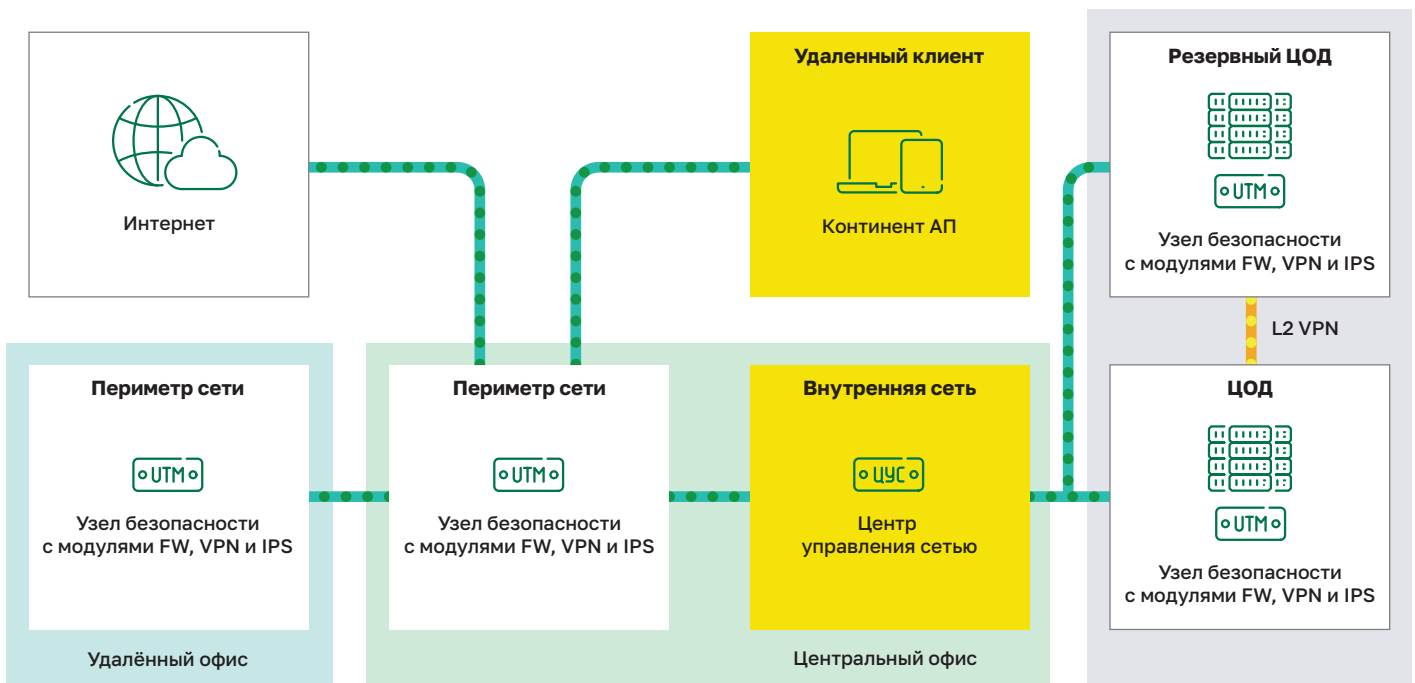 Интернет
Удаленный клиент
Континент АП
Резервный ЦОД
UTM
Узел безопасности
с модулями FW, VPN и IPS
L2 VPN
Периметр сети
UTM
Узел безопасности
с модулями FW, VPN и IPS
Удалённый офис
Периметр сети
UTM
Узел безопасности
с модулями FW, VPN и IPS
Внутренняя сеть
ЦУС
Центр
управления сетью
Центральный офис
ЦОД
UTM
Узел безопасности
с модулями FW, VPN и IPS